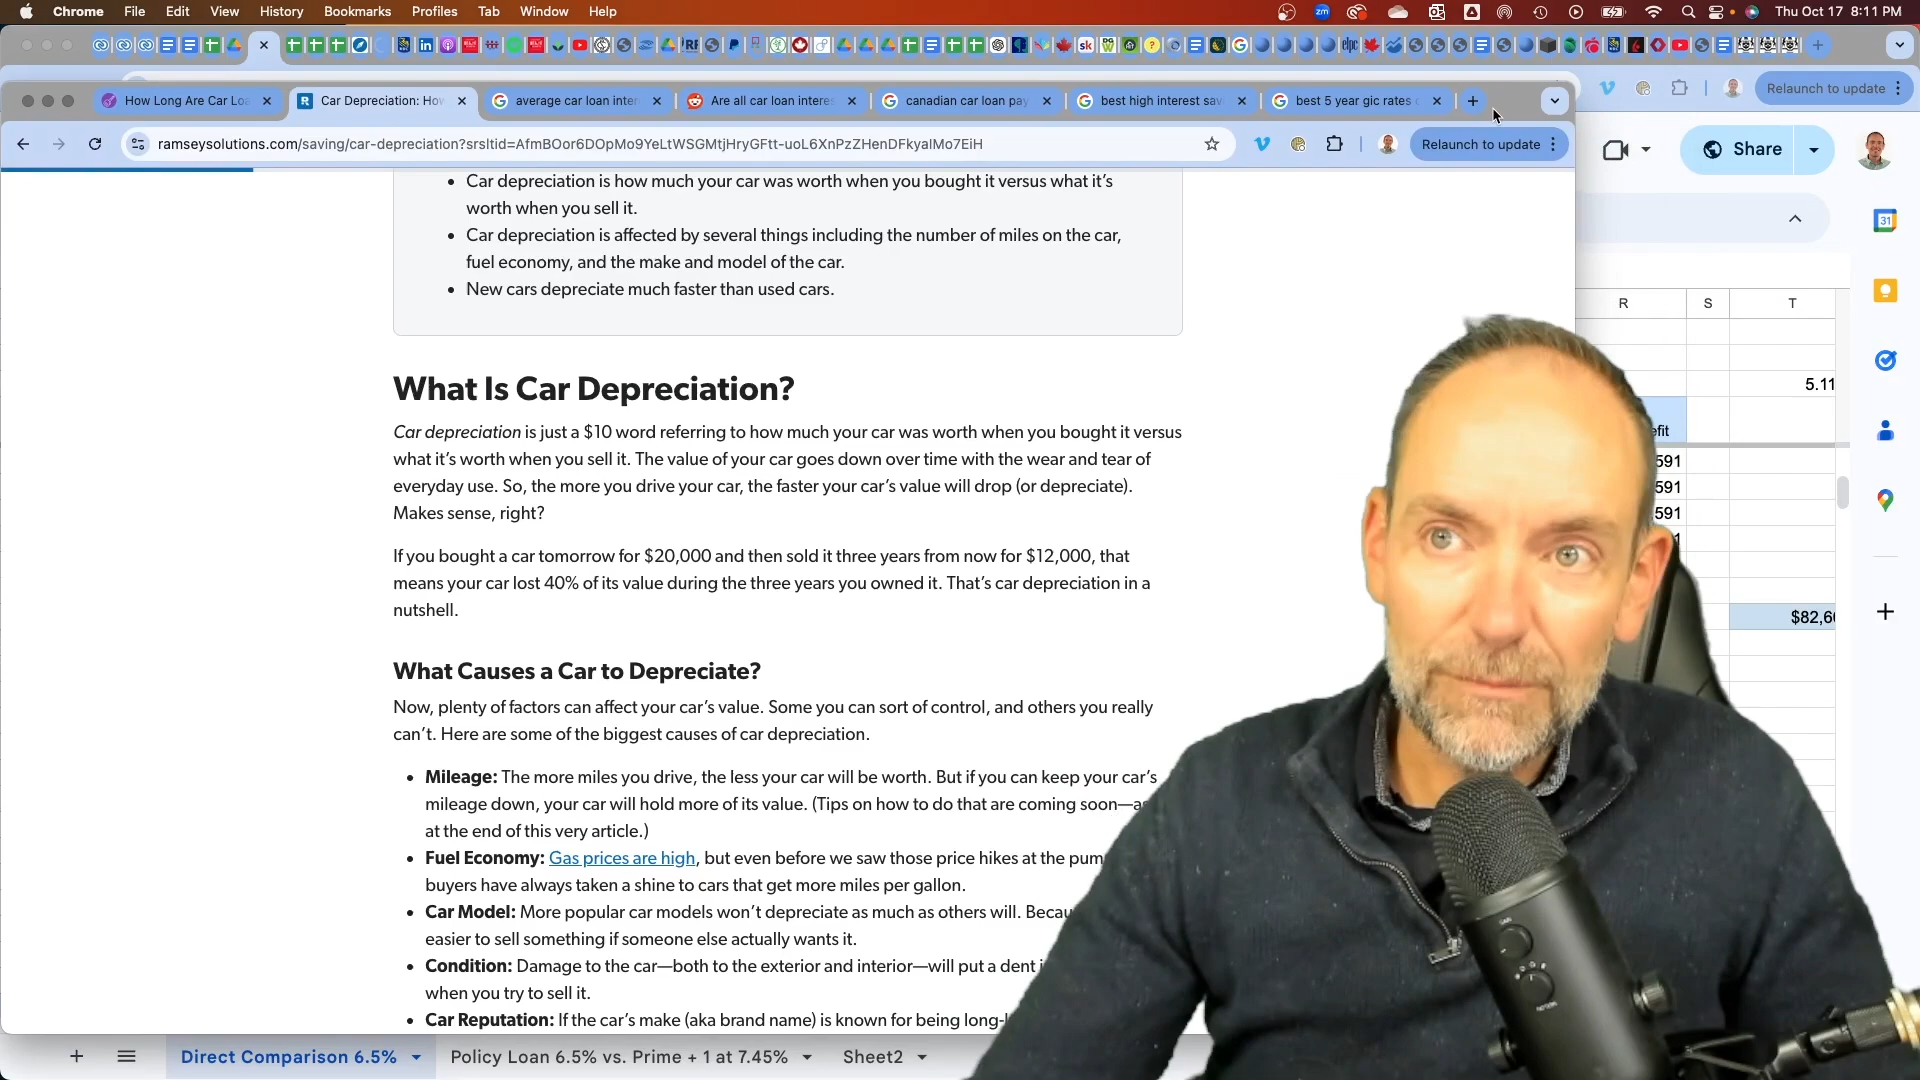 Chrome File Edit View History Bookmarks Profiles Tab Window Help Thu Oct 17 8:11 PM
Relaunch to update
How Long Are Car Loa Car Depreciation: How average car loan inter Are all car loan interes canadian car loan pay best high interest sav best 5 year gic rates
ramseysolutions.com/saving/car-depreciation?srsltid=AfmBOor6DOpMo9YeLtWSGMtjHryGFtt-uoL6XnPzZHenDFkyalMo7EiH Relaunch to update
Share
• Car depreciation is how much your car was worth when you bought it versus what it's
worth when you sell it.
• Car depreciation is affected by several things including the number of miles on the car,
fuel economy, and the make and model of the car.
• New cars depreciate much faster than used cars.
R S T
5.11
efit
591
591
591
$82,60
What Is Car Depreciation?
Car depreciation is just a $10 word referring to how much your car was worth when you bought it versus
what it's worth when you sell it. The value of your car goes down over time with the wear and tear of
everyday use. So, the more you drive your car, the faster your car's value will drop (or depreciate).
Makes sense, right?
If you bought a car tomorrow for $20,000 and then sold it three years from now for $12,000, that
means your car lost 40% of its value during the three years you owned it. That's car depreciation in a
nutshell.
What Causes a Car to Depreciate?
Now, plenty of factors can affect your car's value. Some you can sort of control, and others you really
can't. Here are some of the biggest causes of car depreciation.
• Mileage: The more miles you drive, the less your car will be worth. But if you can keep your car's
mileage down, your car will hold more of its value. (Tips on how to do that are coming soon—as
at the end of this very article.)
• Fuel Economy: Gas prices are high, but even before we saw those price hikes at the pum
buyers have always taken a shine to cars that get more miles per gallon.
• Car Model: More popular car models won't depreciate as much as others will. Becau
easier to sell something if someone else actually wants it.
• Condition: Damage to the car—both to the exterior and interior—will put a dent i
when you try to sell it.
• Car Reputation: If the car's make (aka brand name) is known for being long-l
Direct Comparison 6.5% Policy Loan 6.5% vs. Prime + 1 at 7.45% Sheet2